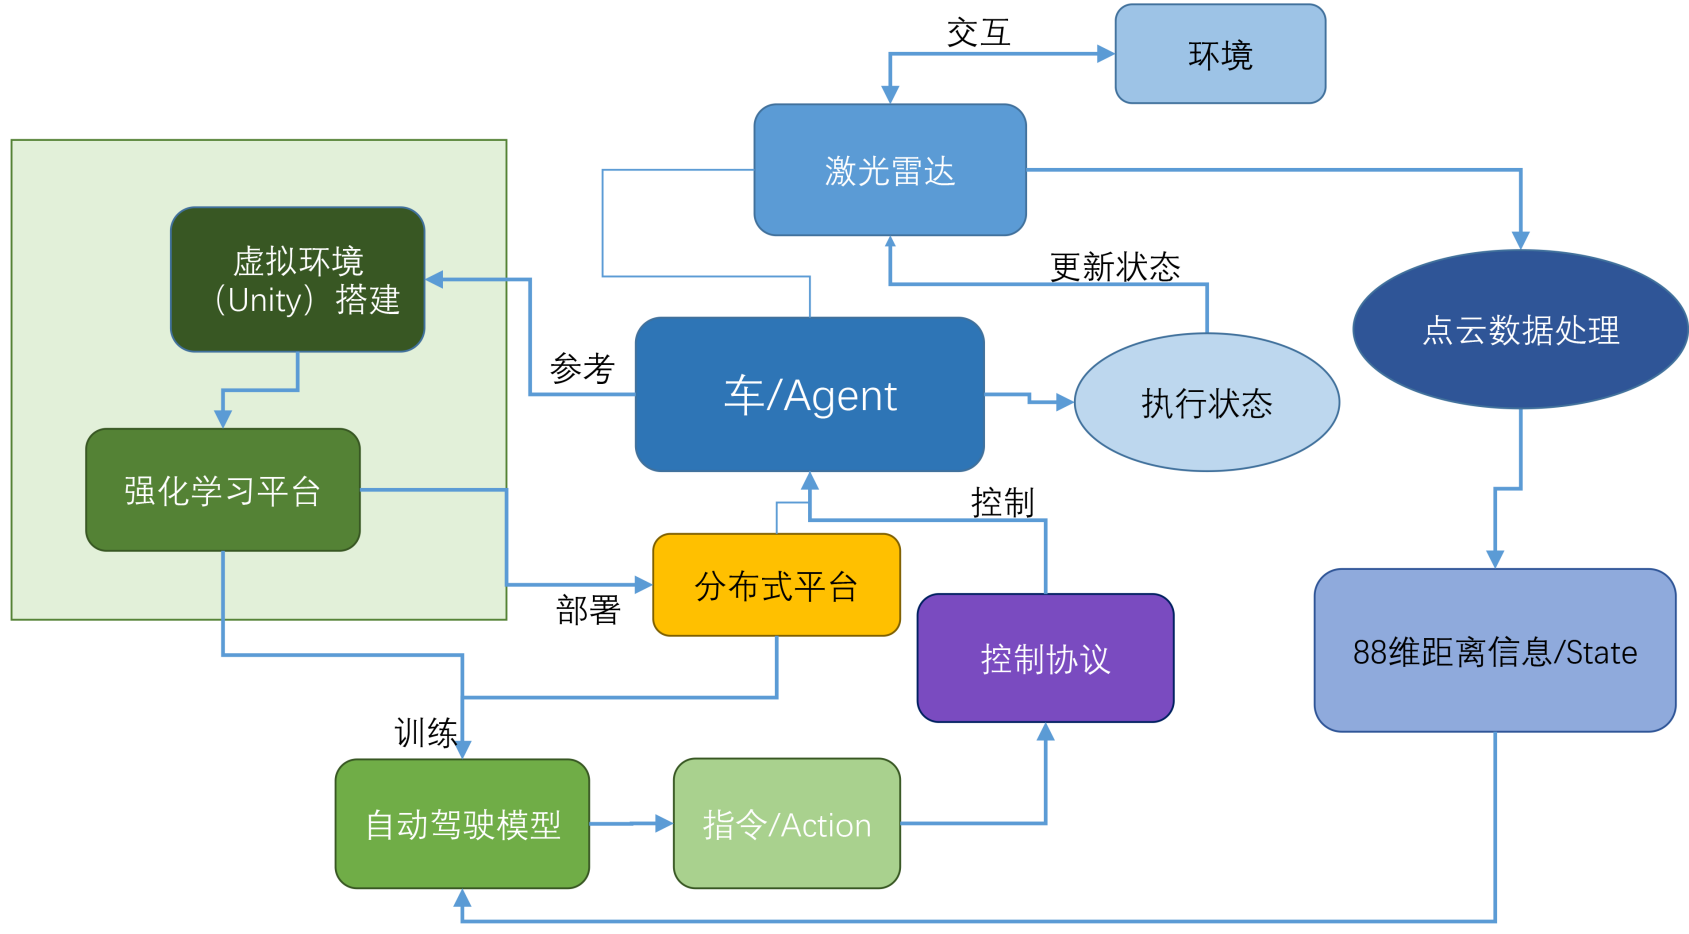 交互
环境
激光雷达
虚拟环境
（Unity）搭建
更新状态
点云数据处理
参考
车/Agent
执行状态
强化学习平台
控制
分布式平台
部署
控制协议
88维距离信息/State
训练
自动驾驶模型
指令/Action